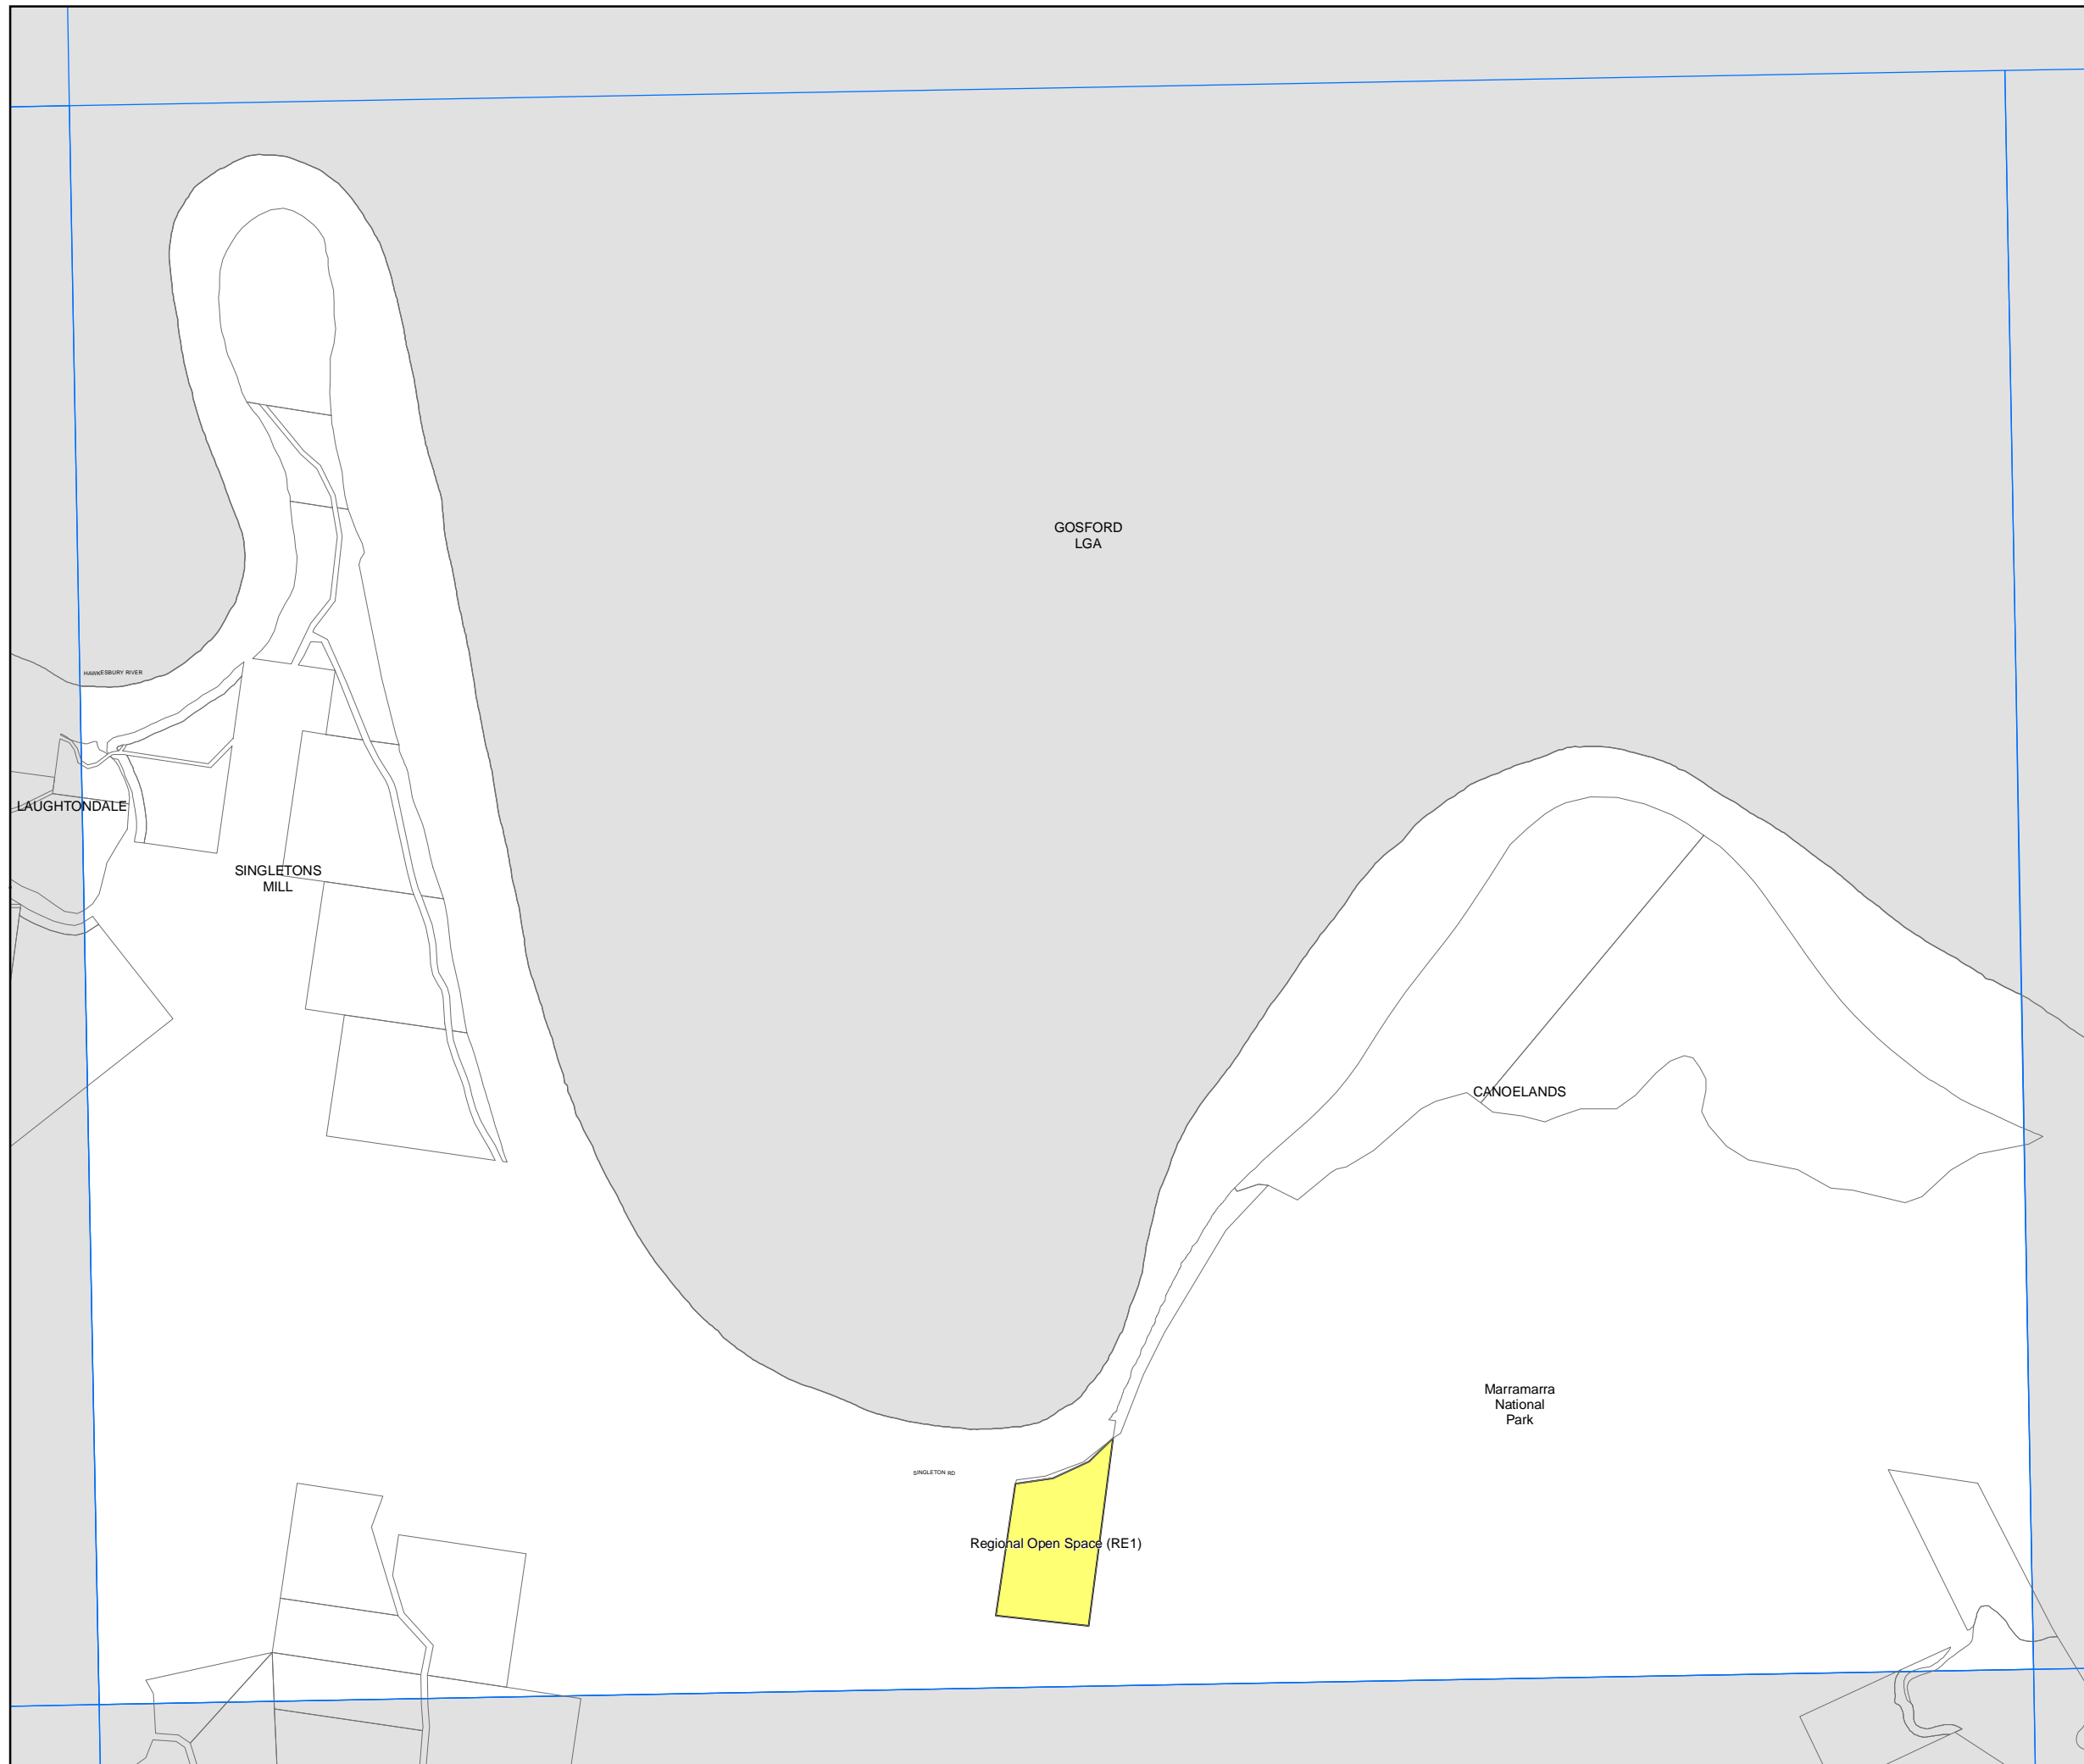 GOSFORD
LGA
HAWKESBURY RIVER
LAUGHTONDALE
SINGLETONS
MILL
CANOELANDS
Marramarra
National
Park
SINGLETON RD
Regional Open Space (RE1)